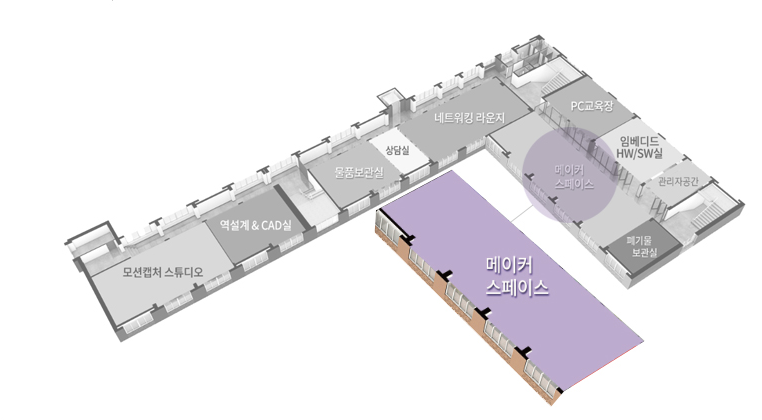 PC교육장
네트워킹 라운지
임베디드
HW/SW실
상담실
물품보관실
메이커
스페이스
관리자공간
역설계 & CAD실
폐기물
보관실
모션캡처 스튜디오
메이커
스페이스